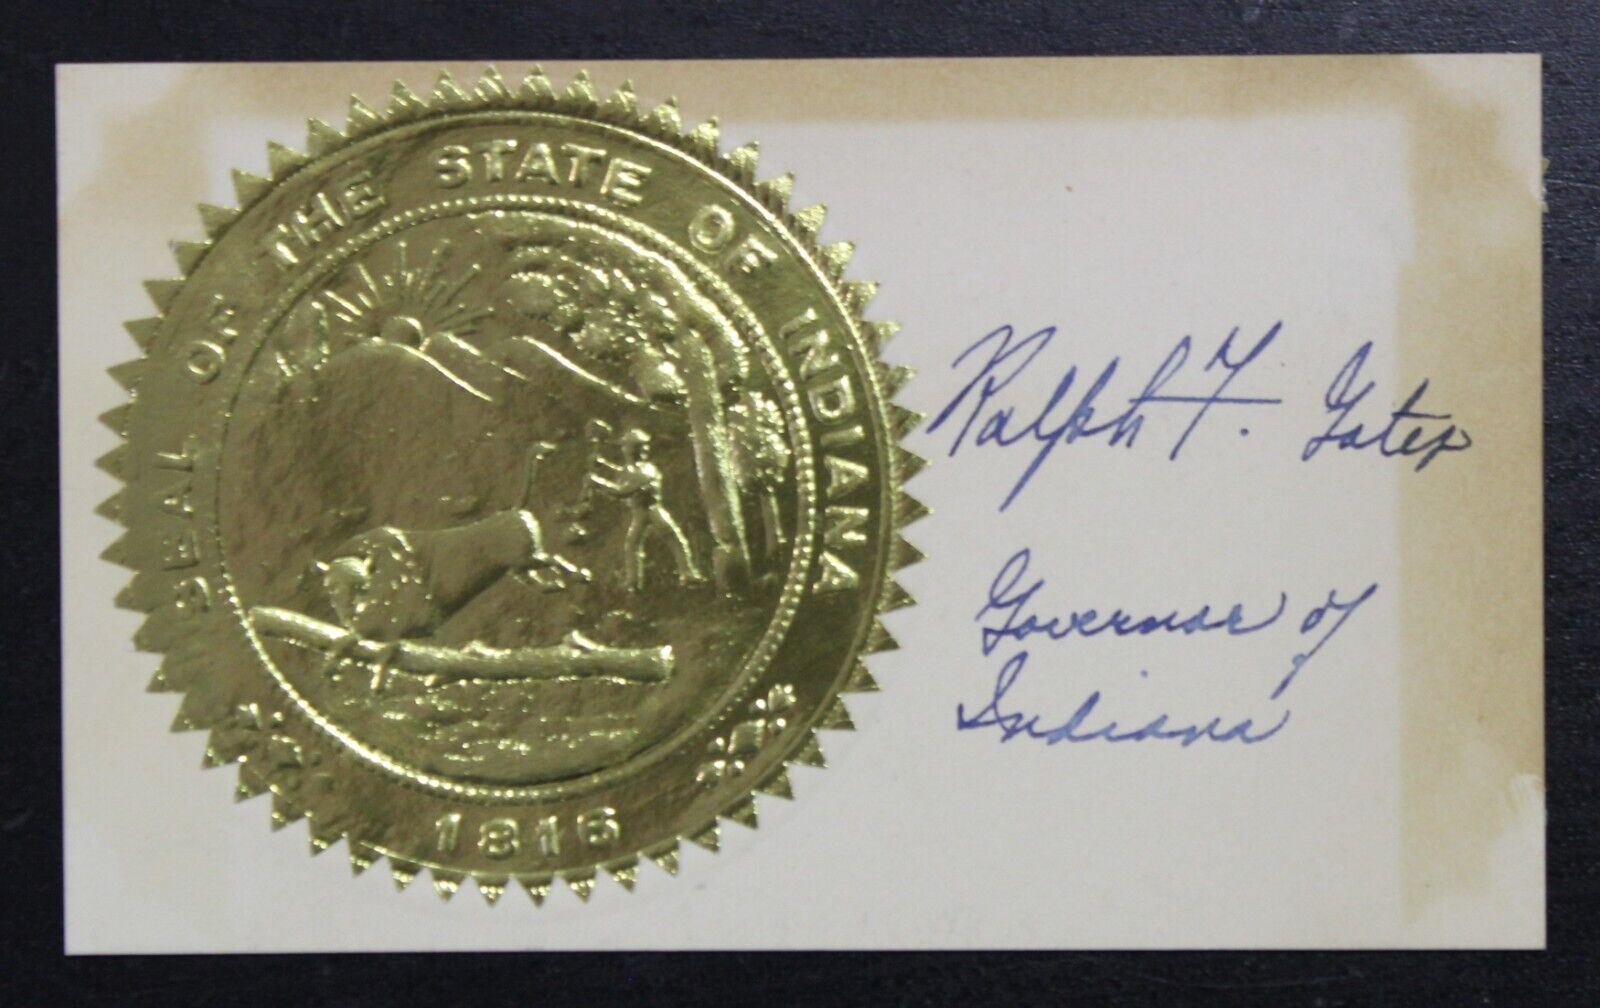 SEAL OF THE STATE OF INDIANA
1816
Ralph F. Gates
Governor of
Indiana